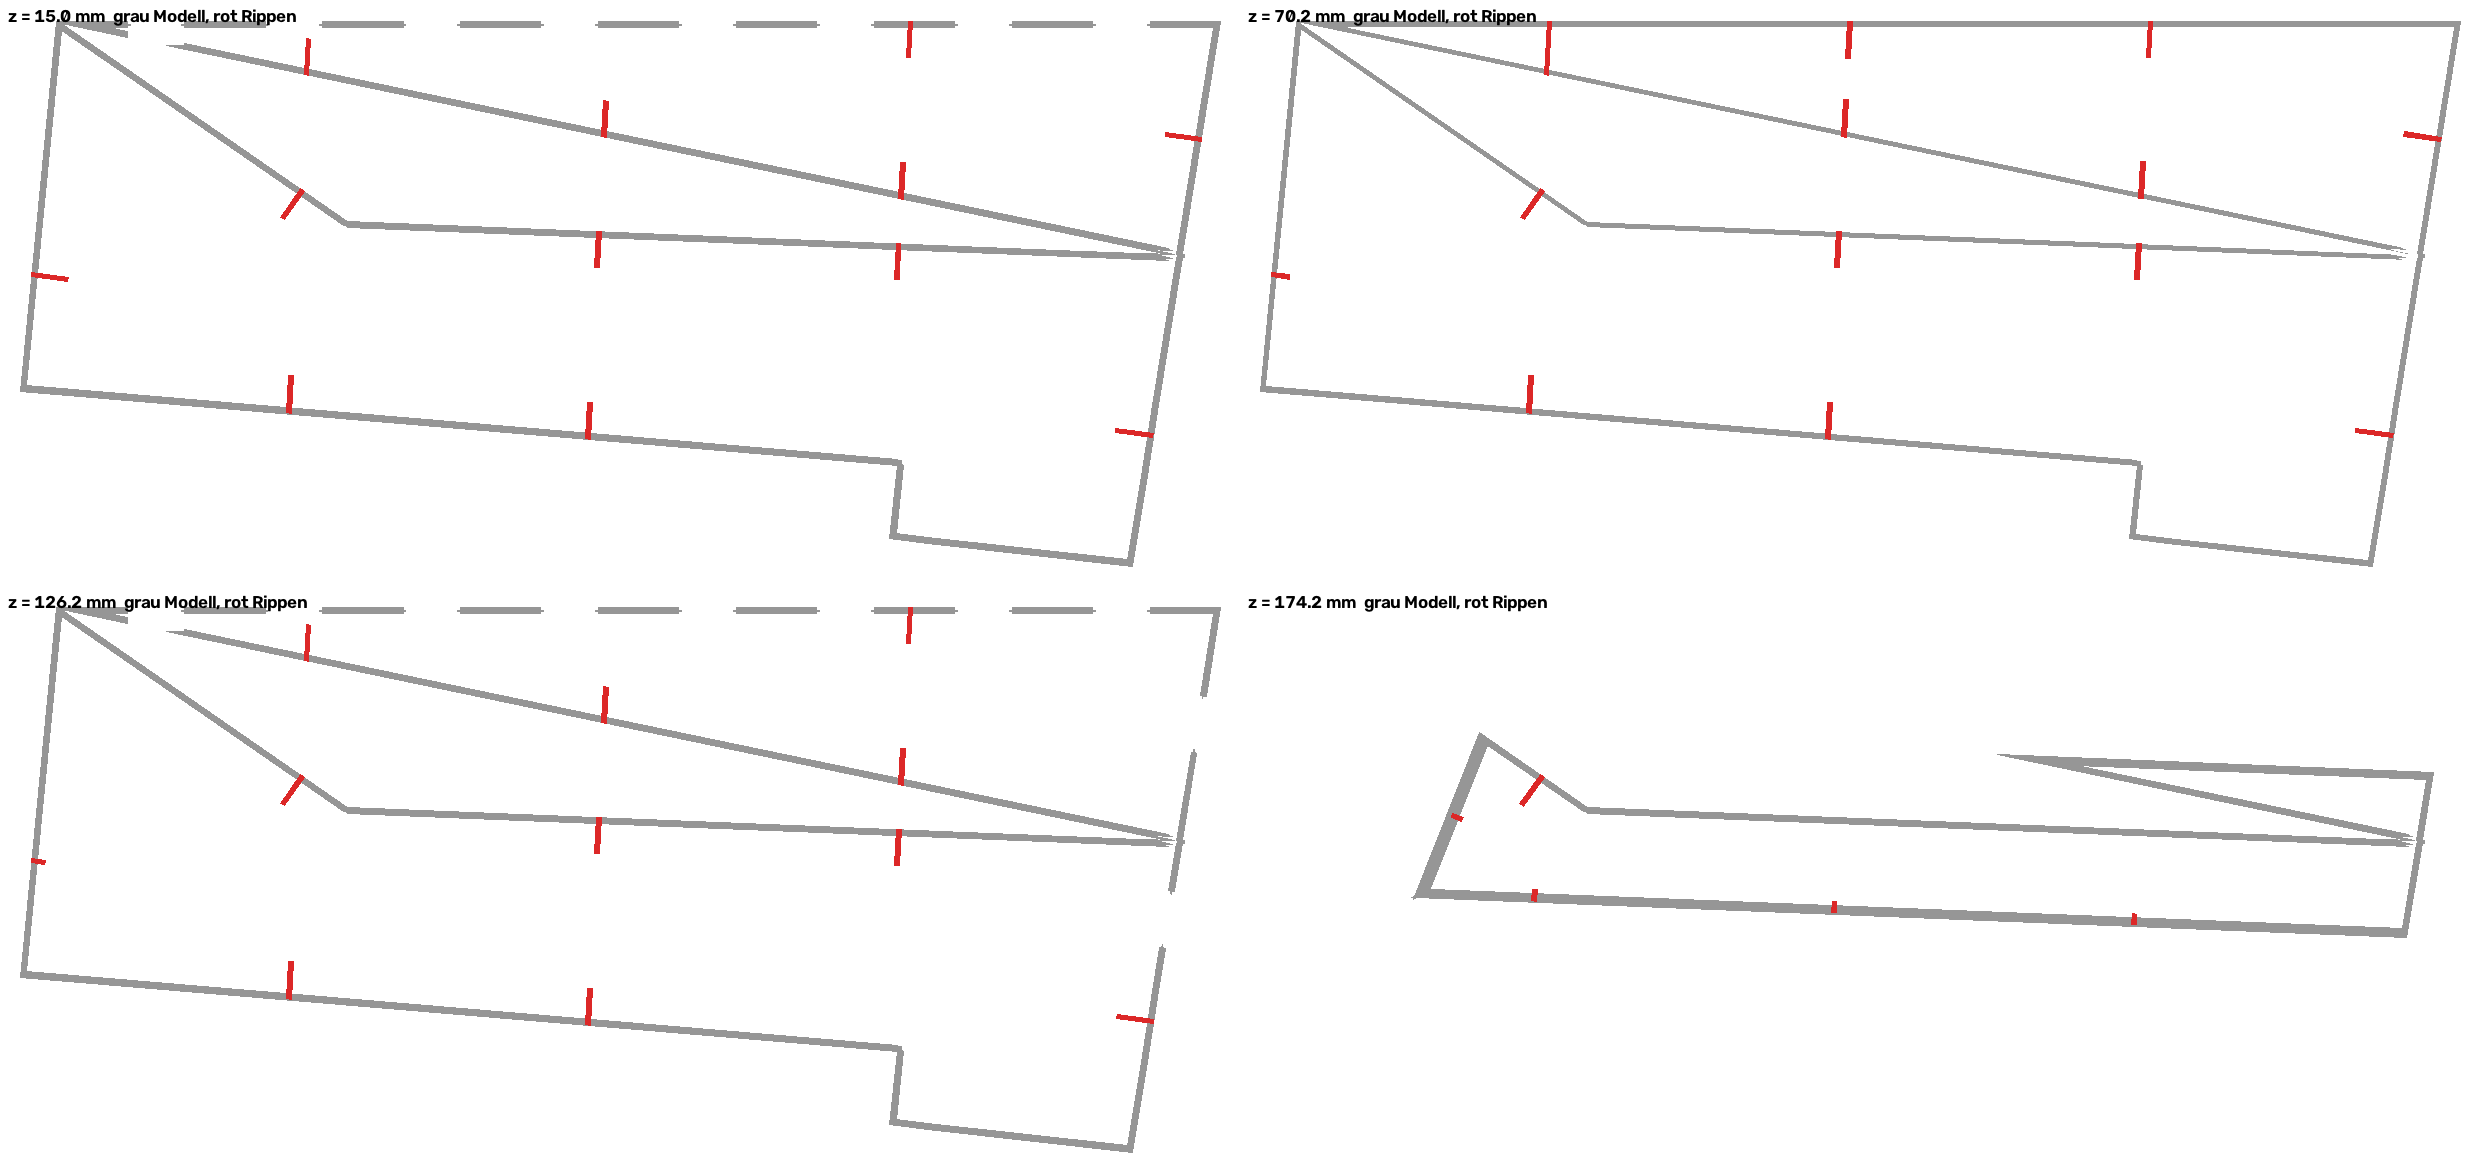 z = 15.0 mm  grau Modell, rot Rippen
z = 70.2 mm  grau Modell, rot Rippen
z = 126.2 mm  grau Modell, rot Rippen
z = 174.2 mm  grau Modell, rot Rippen